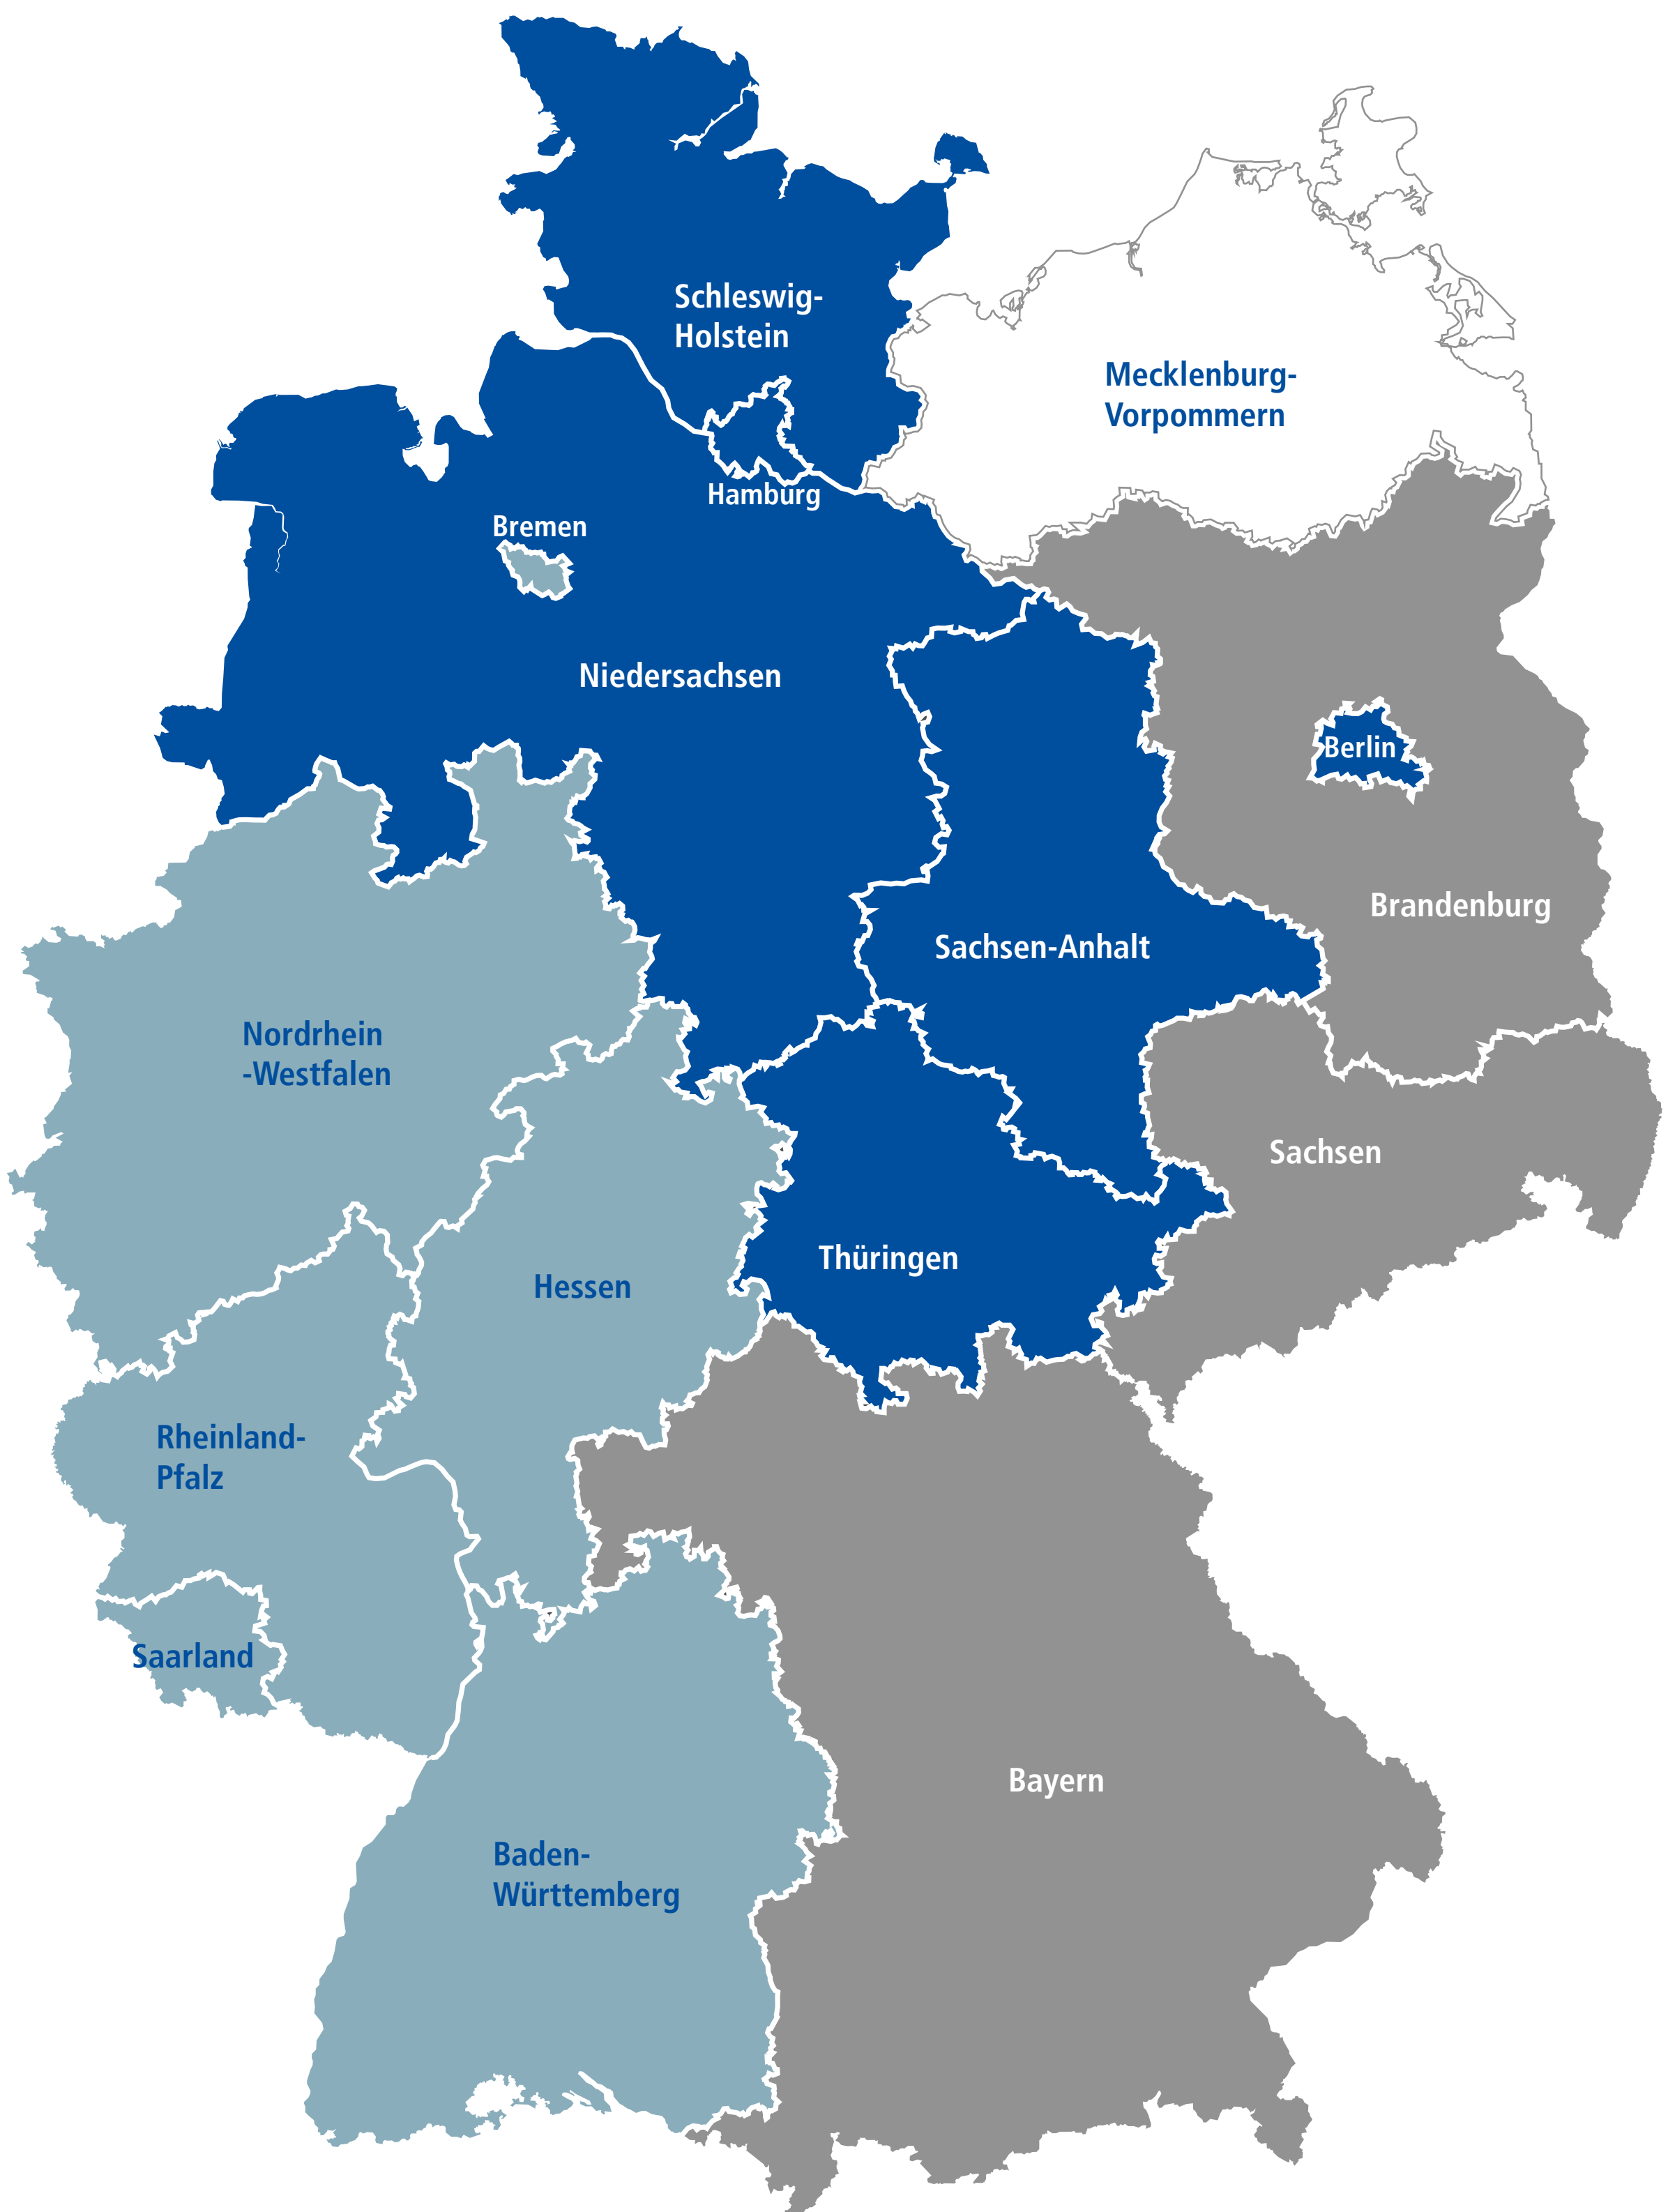 Schleswig-
Holstein
Mecklenburg-
Vorpommern
Hamburg
Bremen
Niedersachsen
Berlin
Brandenburg
Sachsen-Anhalt
Nordrhein
-Westfalen
Sachsen
Thüringen
Hessen
Rheinland-
Pfalz
Saarland
Bayern
Baden-
Württemberg